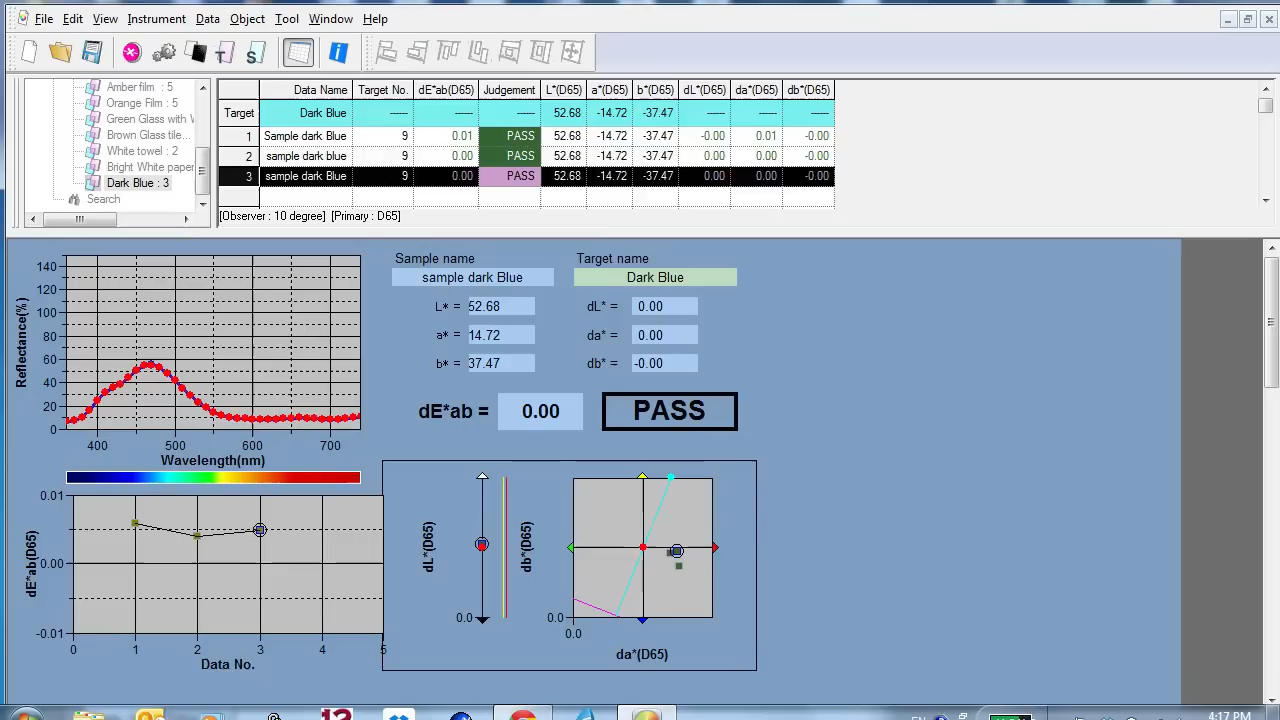 File Edit View Instrument Data Object Tool Window Help
Amber film : 5
Orange Film : 5
Green Glass with W
Brown Glass tile...
White towel : 2
Bright White paper
Dark Blue : 3
Search
Data Name Target No. dE*ab(D65) Judgement L*(D65) a*(D65) b*(D65) dL*(D65) da*(D65) db*(D65)
Target Dark Blue ------ ------ ------ 52.68 -14.72 -37.47 ------ ------ ------
1 Sample dark Blue 9 0.01 PASS 52.68 -14.72 -37.47 -0.00 0.01 -0.00
2 sample dark blue 9 0.00 PASS 52.68 -14.72 -37.47 0.00 0.00 -0.00
3 sample dark Blue 9 0.00 PASS 52.68 -14.72 -37.47 0.00 0.00 -0.00
[Observer : 10 degree] [Primary : D65]
Sample name Target name
sample dark Blue Dark Blue
L* = 52.68 dL* = 0.00
a* = 14.72 da* = 0.00
b* = 37.47 db* = -0.00
dE*ab = 0.00 PASS
Reflectance(%)
140
120
100
80
60
40
20
0
400 500 600 700
Wavelength(nm)
dE*ab(D65)
0.01
0.00
-0.01
0 1 2 3 4 5
Data No.
dL*(D65)
0.0
db*(D65)
0.0
0.0
da*(D65)
EN
4:17 PM